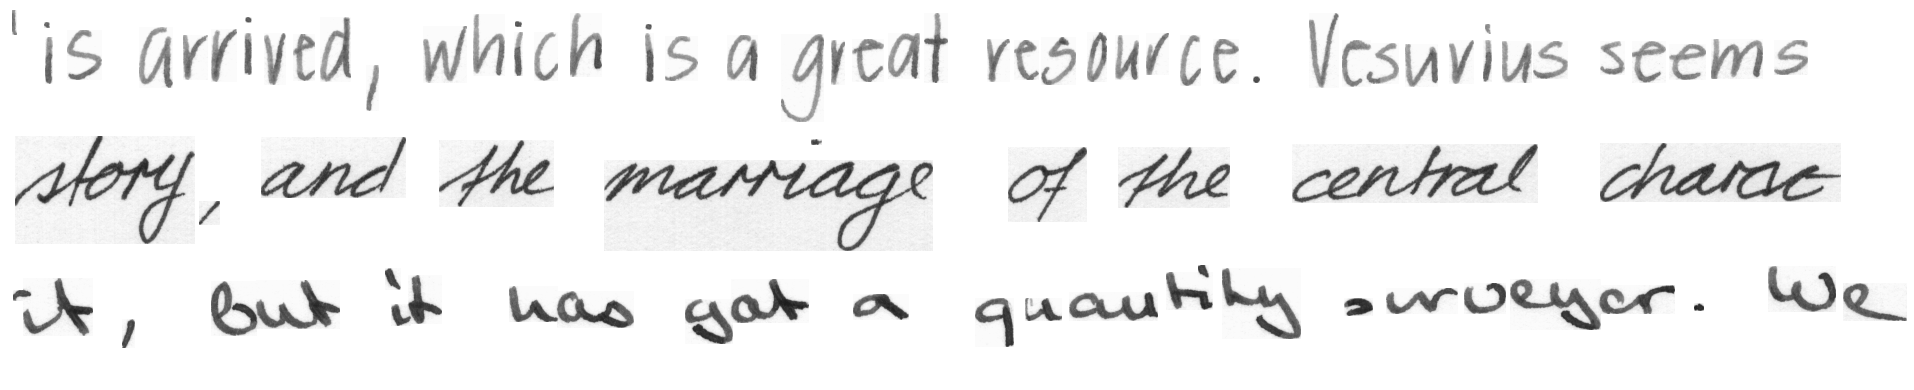 ' is arrived, which is a great resource. Vesuvius seems
story, and the marriage of the central charac
it, but it has got a quantity surveyor. We